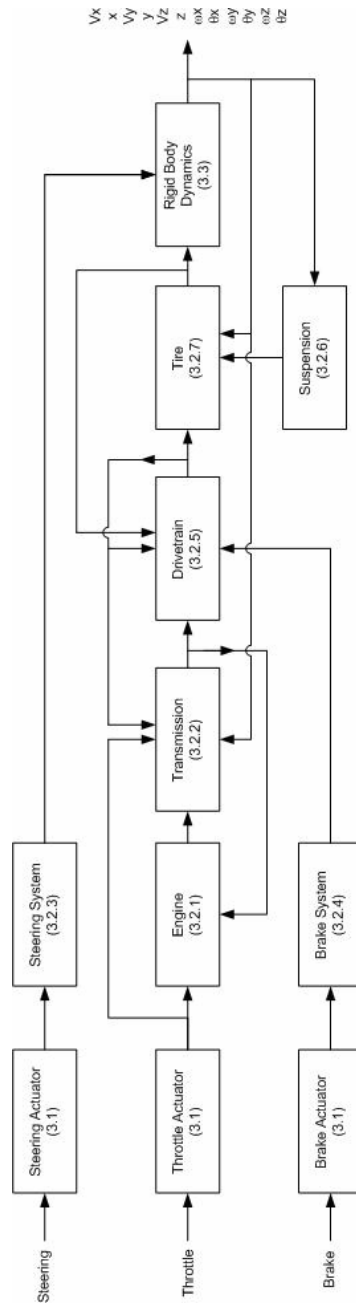 Steering
Steering Actuator
(3.1)
Steering System
(3.2.3)
Throttle
Throttle Actuator
(3.1)
Engine
(3.2.1)
Transmission
(3.2.2)
Drivetrain
(3.2.5)
Tire
(3.2.7)
Rigid Body
Dynamics
(3.3)
Vx
x
Vy
y
Vz
z
ωx
θx
ωy
θy
ωz
θz
Brake
Brake Actuator
(3.1)
Brake System
(3.2.4)
Suspension
(3.2.6)